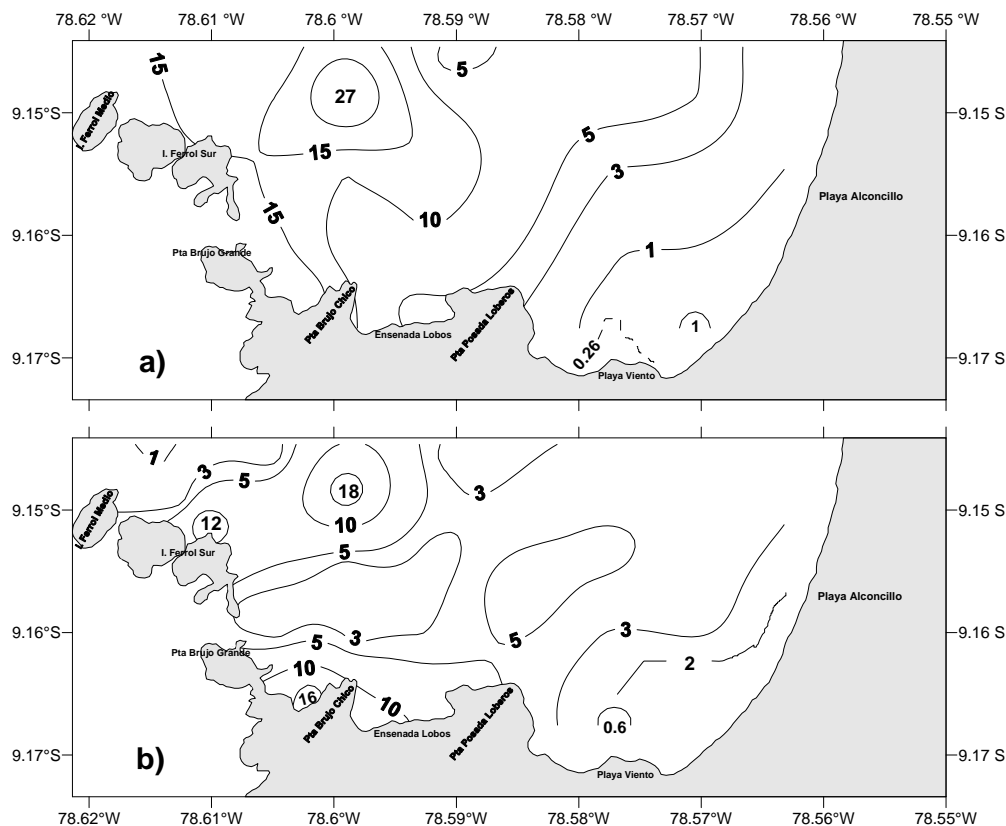 78.62 °W 78.61 °W 78.6 °W 78.59 °W 78.58 °W 78.57 °W 78.56 °W 78.55 °W
15
5
27
9.15°S 9.15°S
I. Ferrol Medio
5
I. Ferrol Sur
15
3
Playa Alconcillo
15
10
9.16°S 9.16°S
Pta Brujo Grande
1
Pta Brujo Chico
Ensenada Lobos
Pta Posada Loberos
1
0.26
9.17°S 9.17°S
a)
Playa Viento
1
3
5
18
3
I. Ferrol Medio
9.15°S 9.15°S
12
10
I. Ferrol Sur
5
Playa Alconcillo
9.16°S 9.16°S
5
3
5
3
Pta Brujo Grande
10
2
16
10
Pta Brujo Chico
Ensenada Lobos
Pta Posada Loberos
0.6
9.17°S 9.17°S
b)
Playa Viento
78.62°W 78.61°W 78.6°W 78.59°W 78.58°W 78.57°W 78.56°W 78.55°W